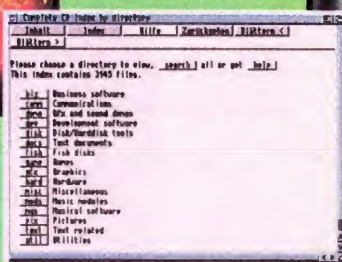 Complete CD Index by directory
Inhalt Index Hilfe Zurückgehen Blättern <
Blättern >
Please choose a directory to view, search all or get help
This index contains 3145 files.
biz Business software
comm Communications
demo Gfx and sound demos
dev Development software
disk Disk/Harddisk tools
docs Text documents
fish Fish disks
game Games
gfx Graphics
hard Hardware
misc Miscellaneous
mods Music modules
mus Musical software
pix Pictures
text Text related
util Utilities